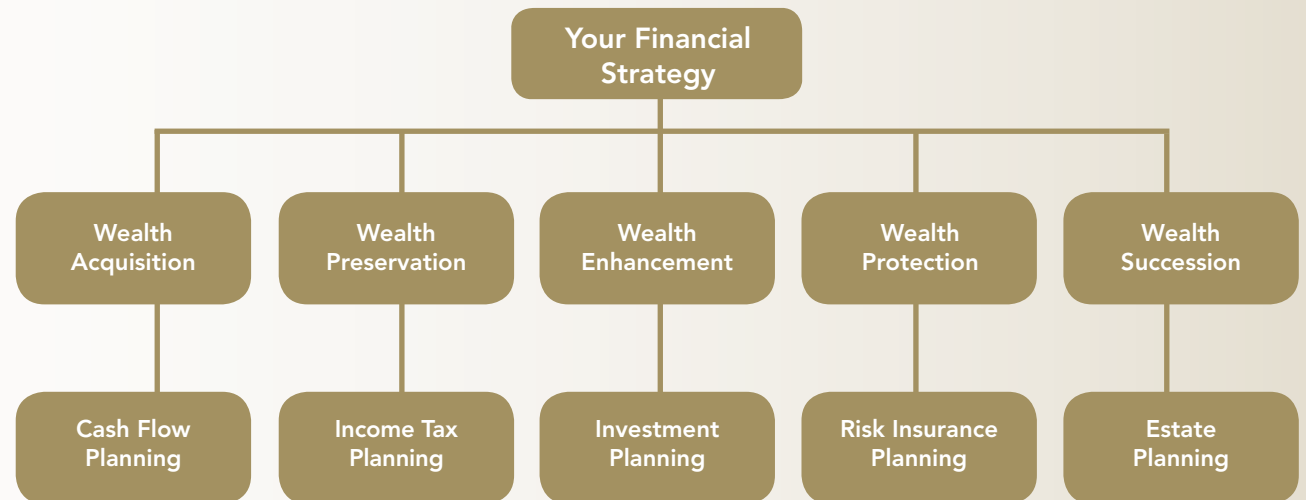 Your Financial
Strategy
Wealth
Acquisition
Wealth
Preservation
Wealth
Enhancement
Wealth
Protection
Wealth
Succession
Cash Flow
Planning
Income Tax
Planning
Investment
Planning
Risk Insurance
Planning
Estate
Planning